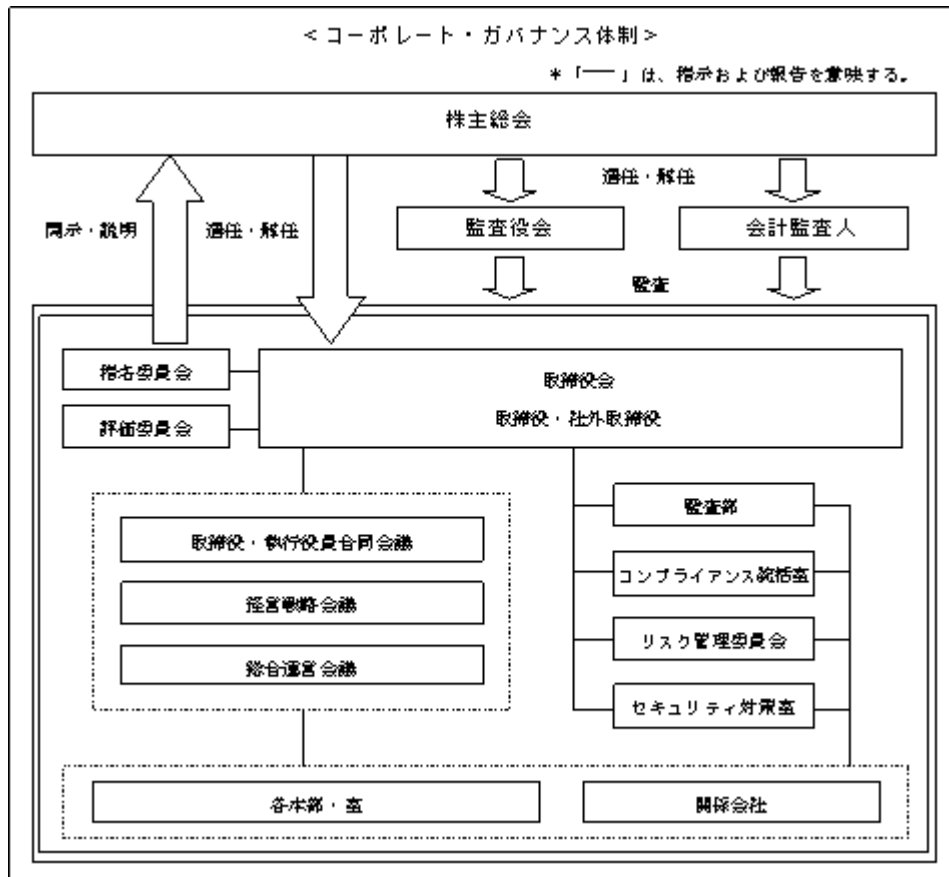 <コーポレート・ガバナンス体制>
*「──」は、指示および報告を意味する。
株主総会
開示・説明
選任・解任
選任・解任
監査役会
会計監査人
監査
指名委員会
評価委員会
取締役会
取締役・社外取締役
取締役・執行役員合同会議
経営戦略会議
総合運営会議
監査部
コンプライアンス統括室
リスク管理委員会
セキュリティ対策室
各本部・室
関係会社